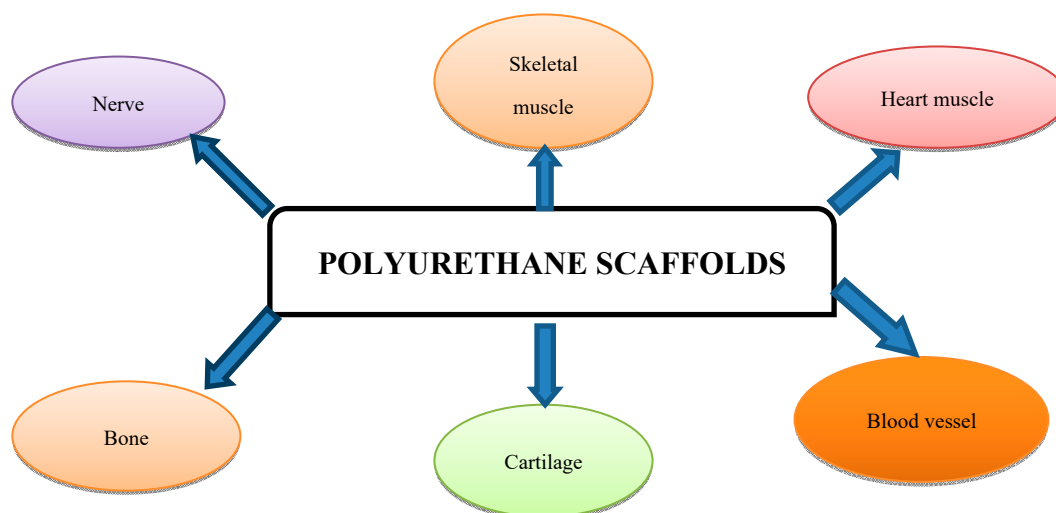 Nerve
Skeletal
muscle
Heart muscle
POLYURETHANE SCAFFOLDS
Bone
Cartilage
Blood vessel